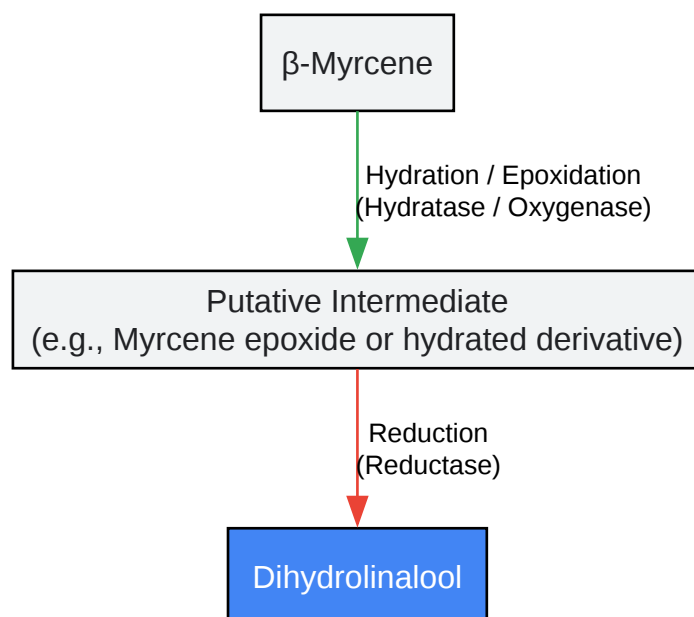 β-Myrcene
Hydration / Epoxidation
(Hydratase / Oxygenase)
Putative Intermediate
(e.g., Myrcene epoxide or hydrated derivative)
Reduction
(Reductase)
Dihydrolinalool